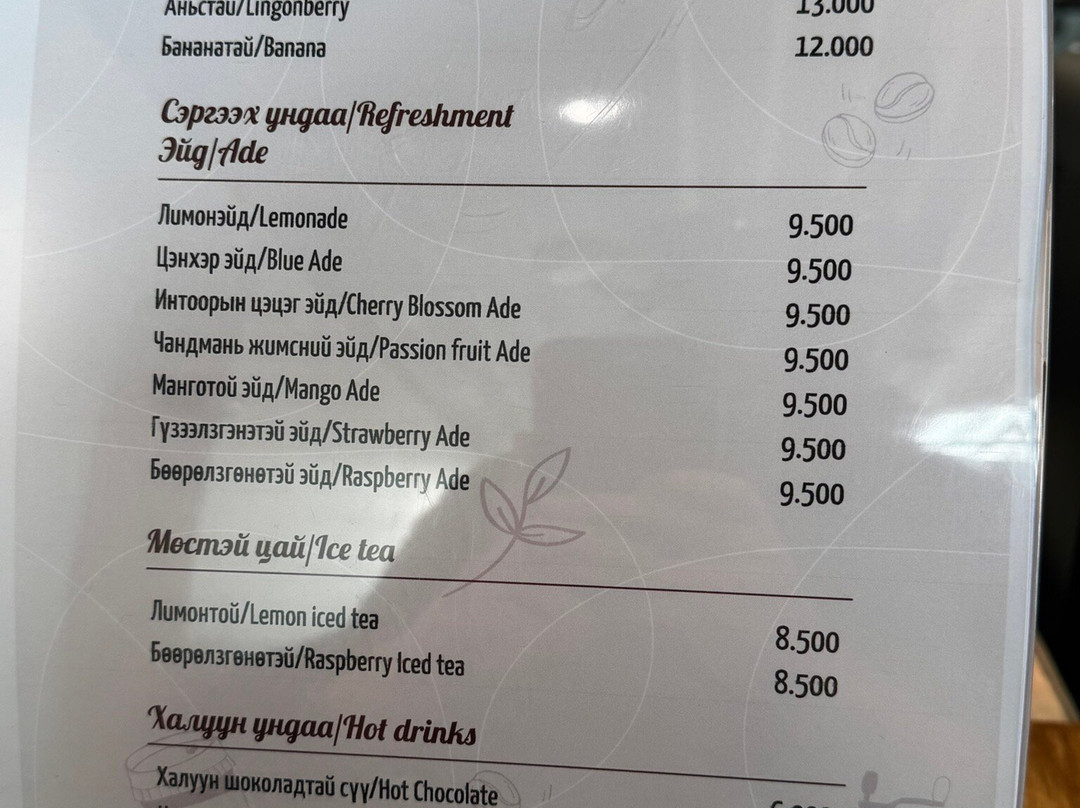 Аньстай/Lingonberry 13.000
Бананатай/Banana 12.000
Сэргээх ундаа/Refreshment
Эйд/Ade
Лимонэйд/Lemonade 9.500
Цэнхэр эйд/Blue Ade 9.500
Интоорын цэцэг эйд/Cherry Blossom Ade 9.500
Чандмань жимсний эйд/Passion fruit Ade 9.500
Манготой эйд/Mango Ade 9.500
Гүзээлзгэнэтэй эйд/Strawberry Ade 9.500
Бөөрөлзгөнөтэй эйд/Raspberry Ade 9.500
Мөстэй цай/Ice tea
Лимонтой/Lemon iced tea 8.500
Бөөрөлзгөнөтэй/Raspberry Iced tea 8.500
Халуун ундаа/Hot drinks
Халуун шоколадтай сүү/Hot Chocolate